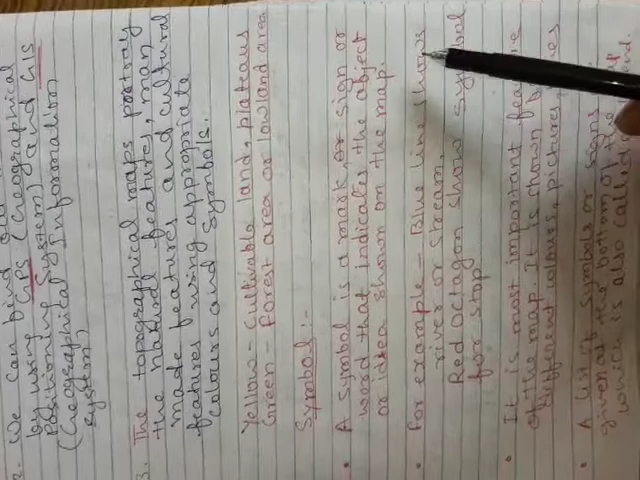 2. We can find out
by using GPS (Geographical
Positioning System) and GIS
(Geographical Information
System)
3. The topographical maps portray
the natural features, man
made features and cultural
features using appropriate
colours and Symbols.
Yellow - Cultivable land, plateaus
Green - Forest area or lowland area
Symbol :-
• A Symbol is a mark, or sign or
word that indicates the object
or idea shown on the map.
• For example - Blue line shows
river or stream.
Red Octagon show Symbol
for stop
• It is most important
of the map. It is shown
different colours, pictures
• A list of Symbols or signs
given at the bottom of the
which is also called